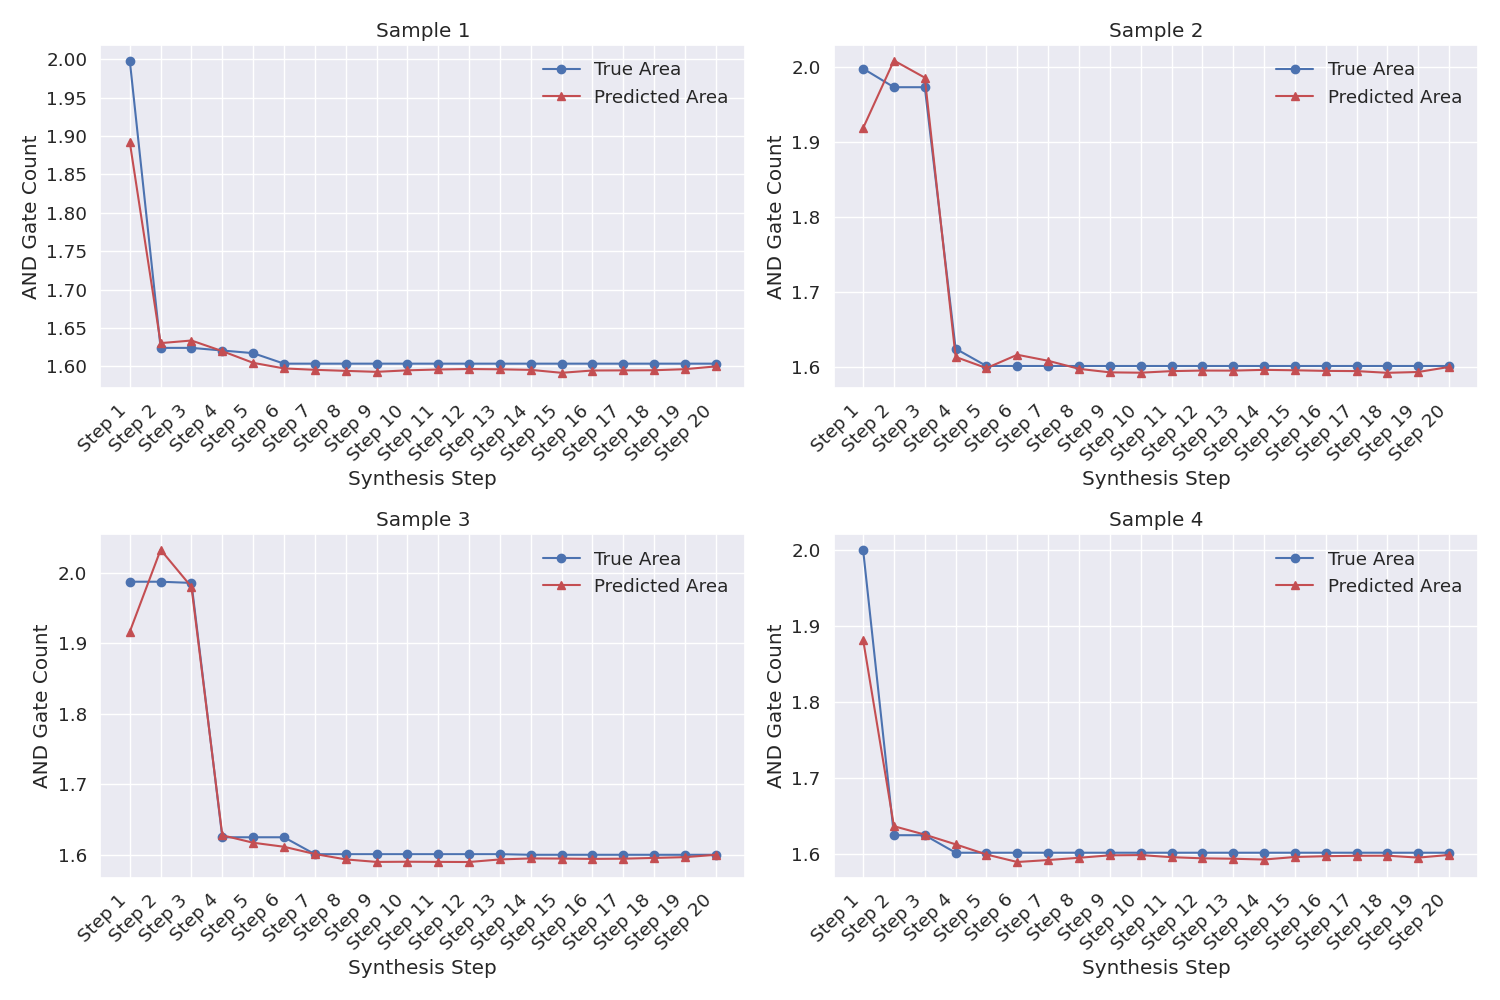 Sample 1
True Area
Predicted Area
AND Gate Count
2.00
1.95
1.90
1.85
1.80
1.75
1.70
1.65
1.60
Step 1 Step 2 Step 3 Step 4 Step 5 Step 6 Step 7 Step 8 Step 9 Step 10 Step 11 Step 12 Step 13 Step 14 Step 15 Step 16 Step 17 Step 18 Step 19 Step 20
Synthesis Step
Sample 2
True Area
Predicted Area
AND Gate Count
2.0
1.9
1.8
1.7
1.6
Step 1 Step 2 Step 3 Step 4 Step 5 Step 6 Step 7 Step 8 Step 9 Step 10 Step 11 Step 12 Step 13 Step 14 Step 15 Step 16 Step 17 Step 18 Step 19 Step 20
Synthesis Step
Sample 3
True Area
Predicted Area
AND Gate Count
2.0
1.9
1.8
1.7
1.6
Step 1 Step 2 Step 3 Step 4 Step 5 Step 6 Step 7 Step 8 Step 9 Step 10 Step 11 Step 12 Step 13 Step 14 Step 15 Step 16 Step 17 Step 18 Step 19 Step 20
Synthesis Step
Sample 4
True Area
Predicted Area
AND Gate Count
2.0
1.9
1.8
1.7
1.6
Step 1 Step 2 Step 3 Step 4 Step 5 Step 6 Step 7 Step 8 Step 9 Step 10 Step 11 Step 12 Step 13 Step 14 Step 15 Step 16 Step 17 Step 18 Step 19 Step 20
Synthesis Step